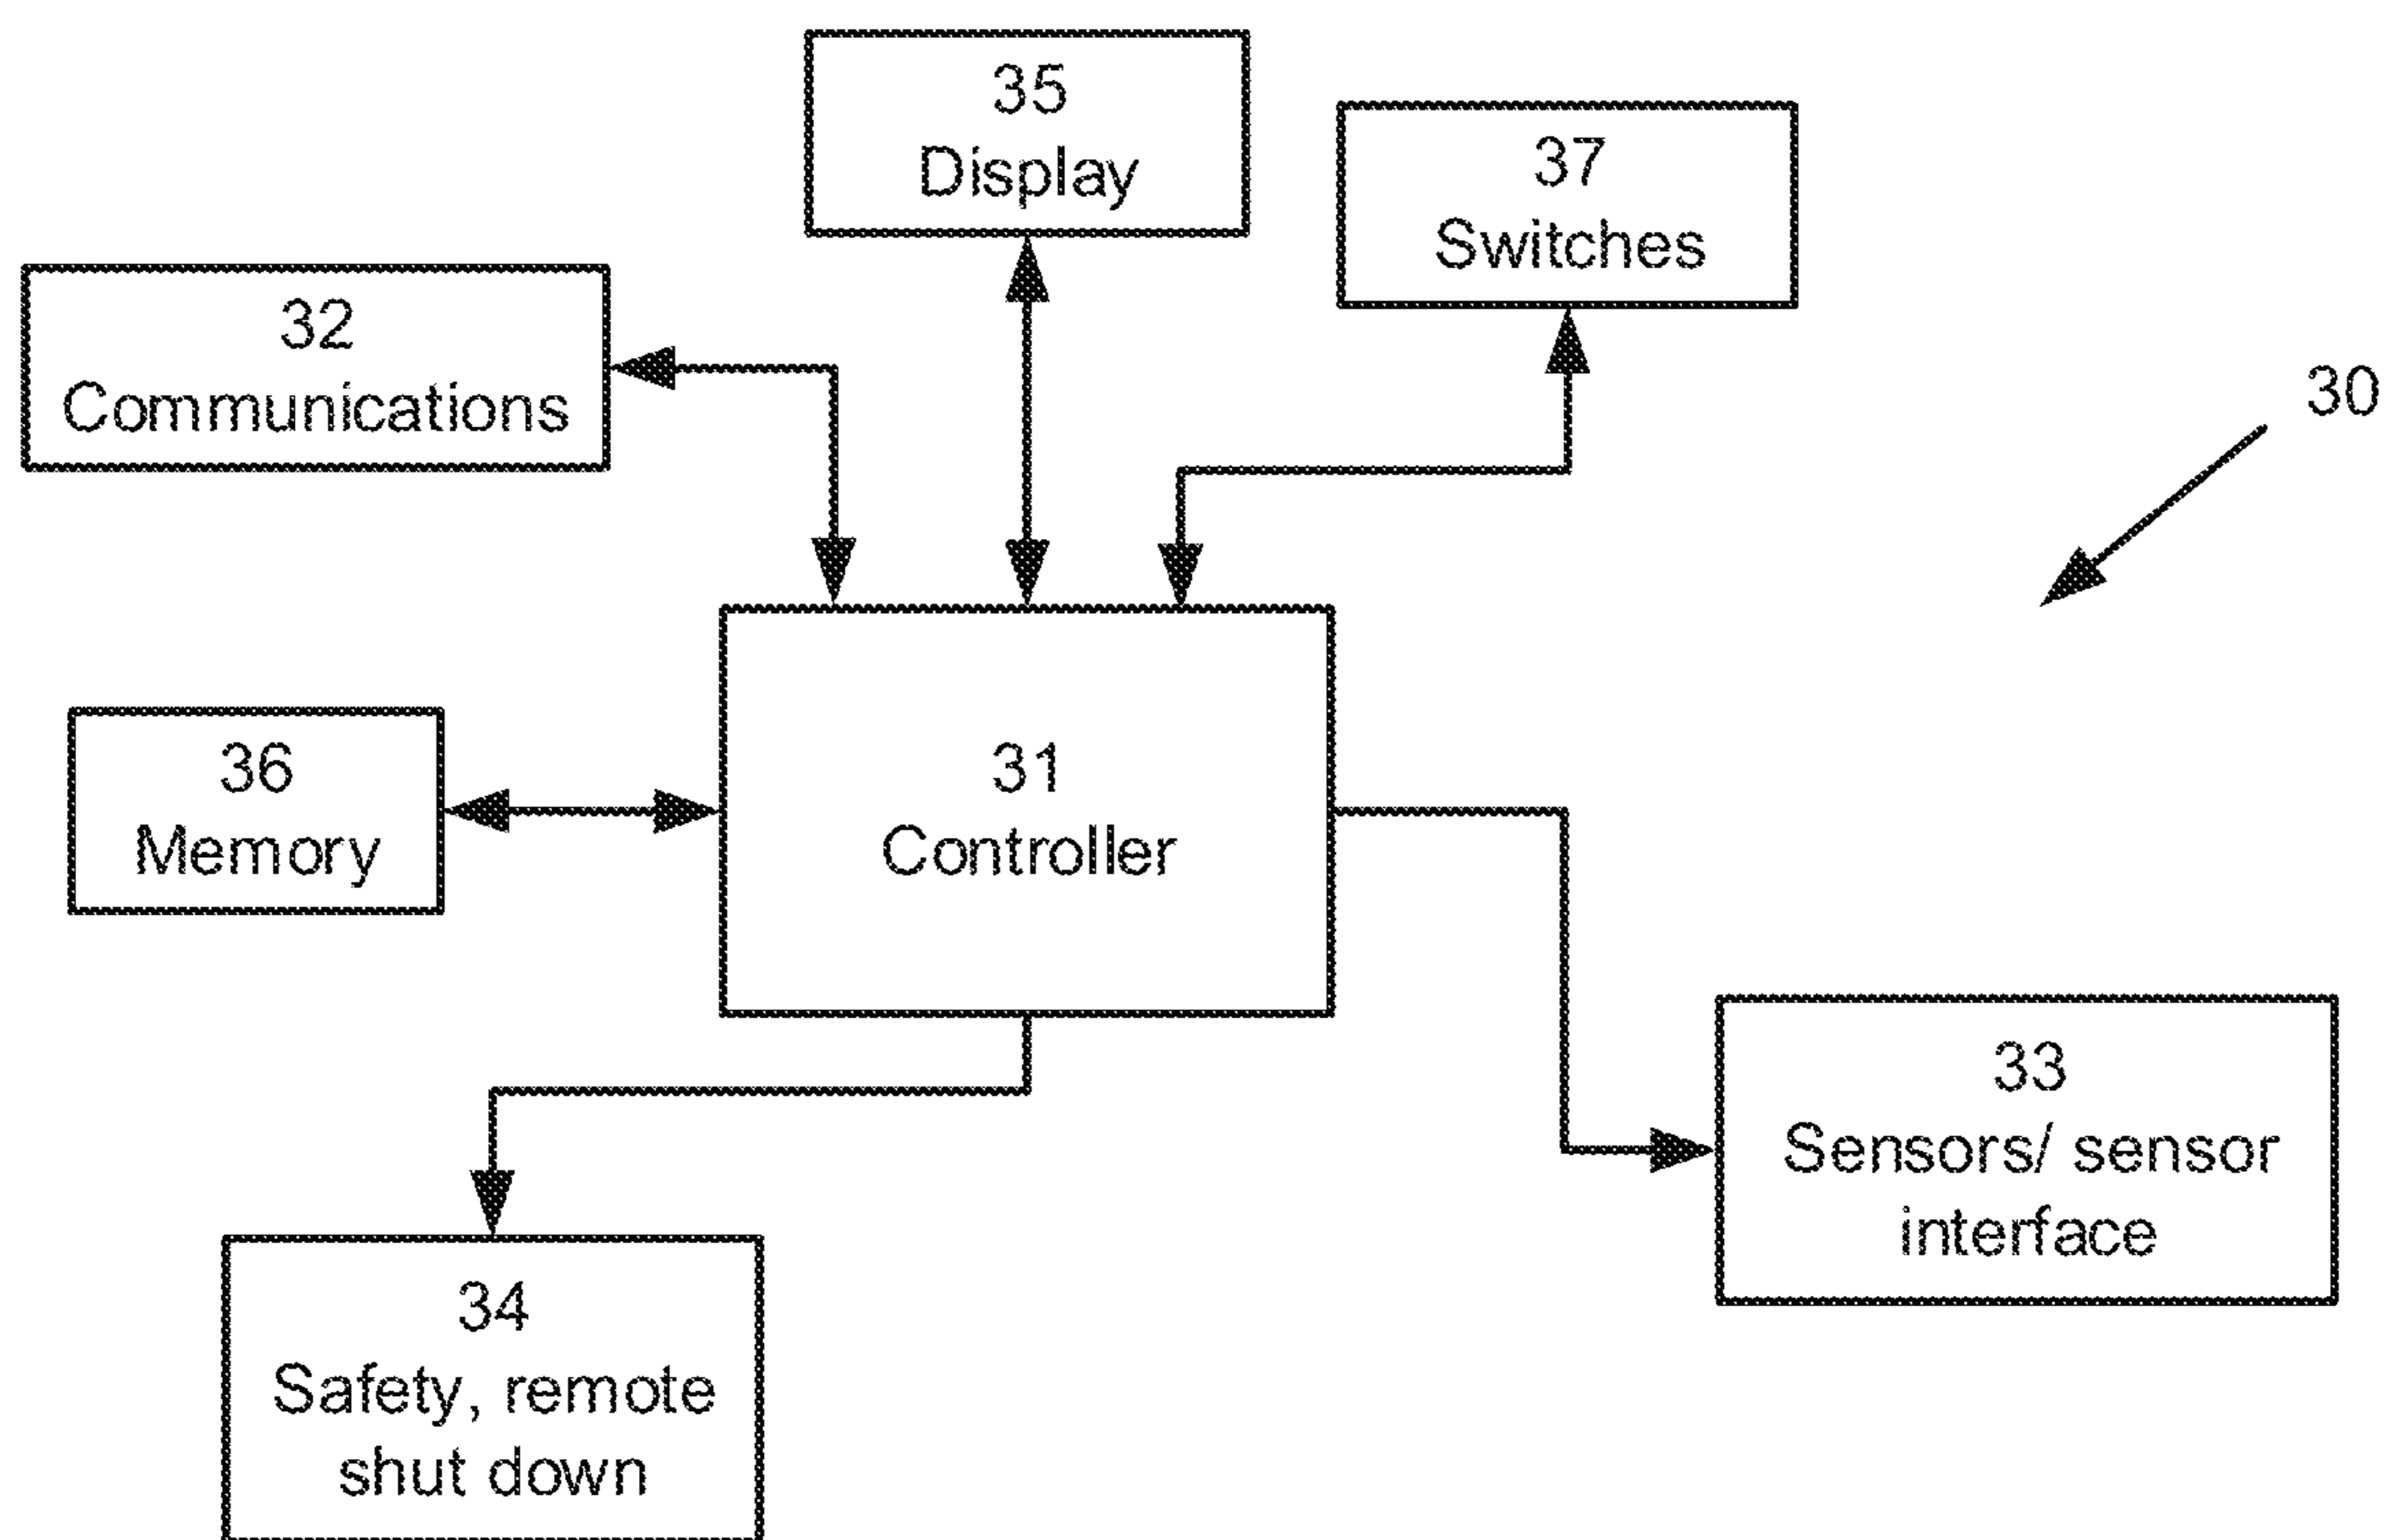 35
Display
37
Switches
32
Communications
30
36
Memory
31
Controller
33
Sensors/ sensor
interface
34
Safety, remote
shut down